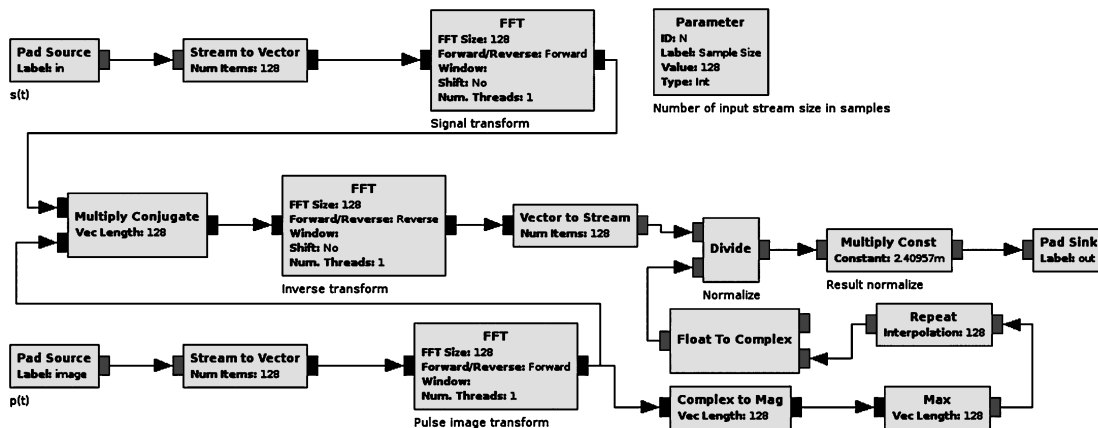 Pad Source
Label: in
s(t)
Stream to Vector
Num Items: 128
FFT
FFT Size: 128
Forward/Reverse: Forward
Window:
Shift: No
Num. Threads: 1
Signal transform
Parameter
ID: N
Label: Sample Size
Value: 128
Type: Int
Number of input stream size in samples
Multiply Conjugate
Vec Length: 128
FFT
FFT Size: 128
Forward/Reverse: Reverse
Window:
Shift: No
Num. Threads: 1
Inverse transform
Vector to Stream
Num Items: 128
Divide
Normalize
Multiply Const
Constant: 2.40957m
Result normalize
Pad Sink
Label: out
Float To Complex
Repeat
Interpolation: 128
Pad Source
Label: image
p(t)
Stream to Vector
Num Items: 128
FFT
FFT Size: 128
Forward/Reverse: Forward
Window:
Shift: No
Num. Threads: 1
Pulse image transform
Complex to Mag
Vec Length: 128
Max
Vec Length: 128